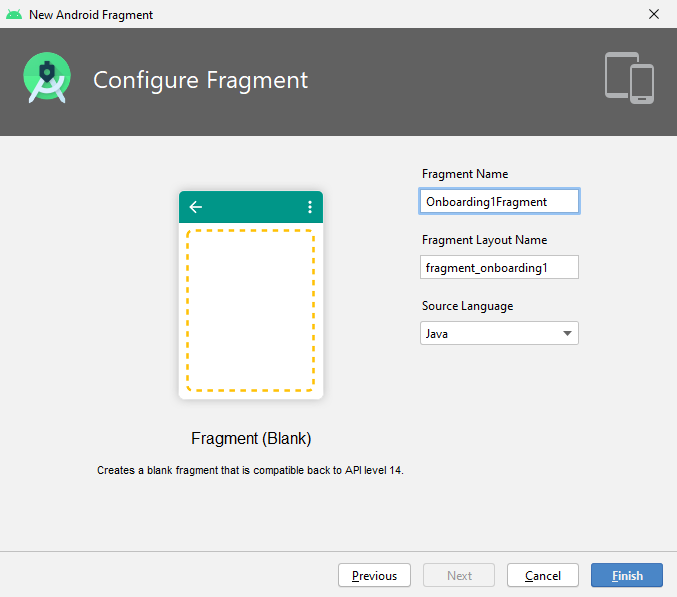 New Android Fragment
Configure Fragment
Fragment Name
Onboarding1Fragment
Fragment Layout Name
fragment_onboarding1
Source Language
Java
Fragment (Blank)
Creates a blank fragment that is compatible back to API level 14.
Previous
Next
Cancel
Finish